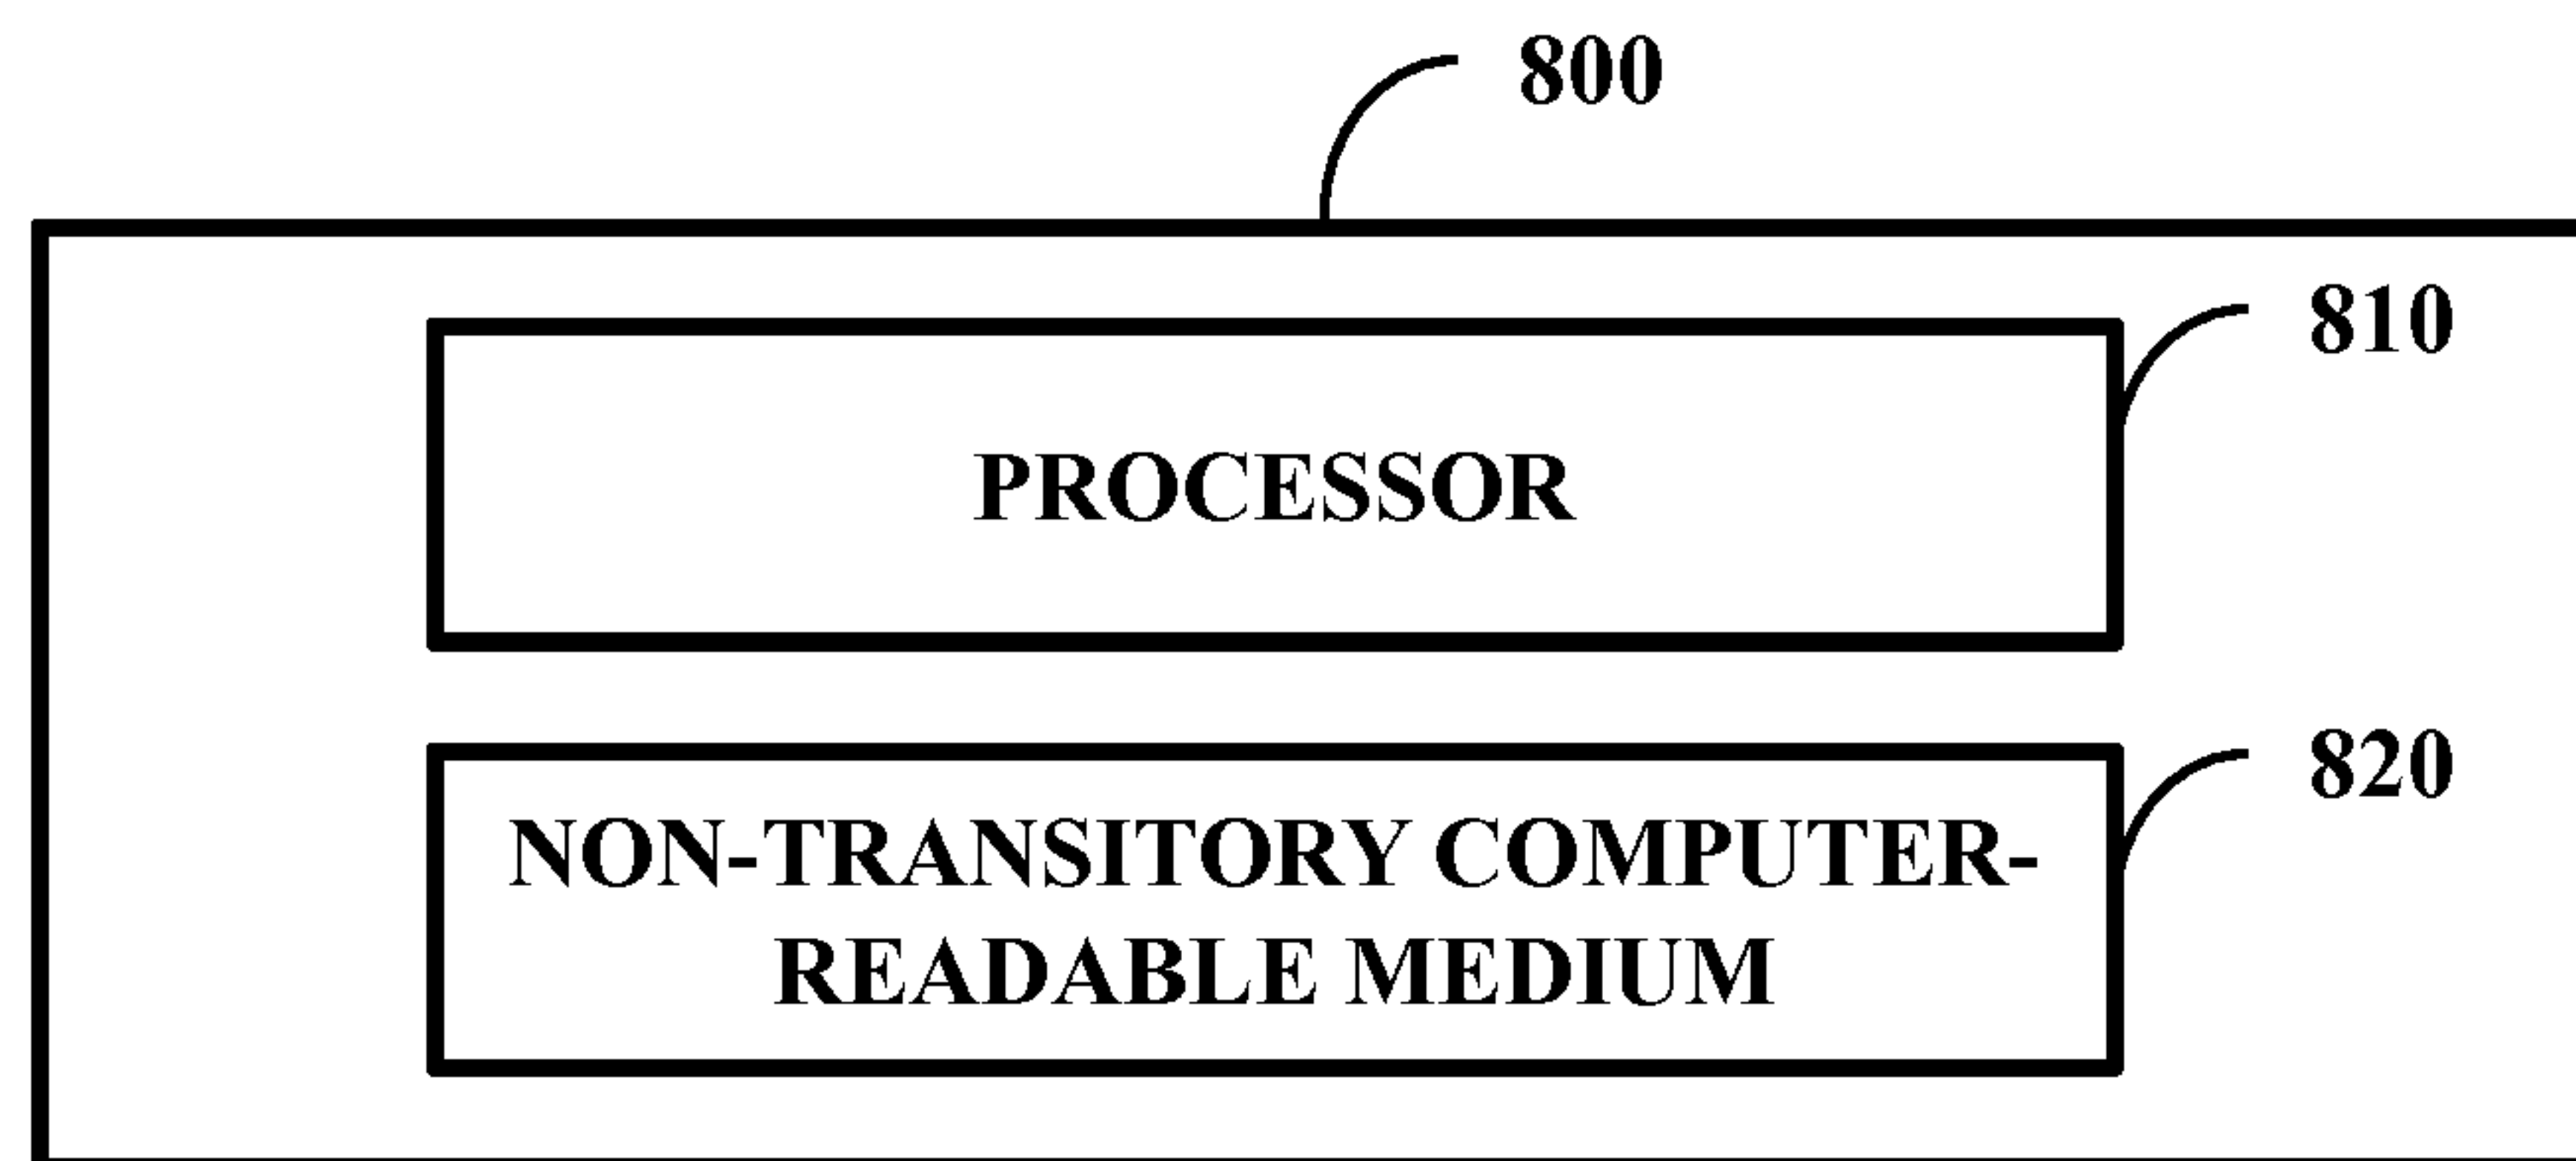 800
810
PROCESSOR
820
NON-TRANSITORY COMPUTER-
READABLE MEDIUM